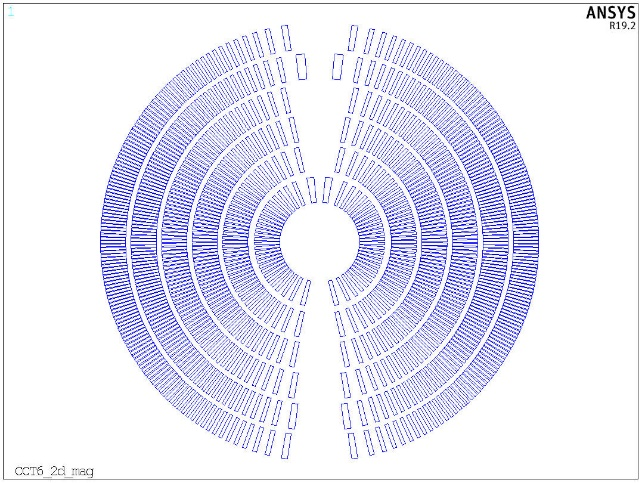 1
ANSYS
R19.2
CCT6_2d_mag